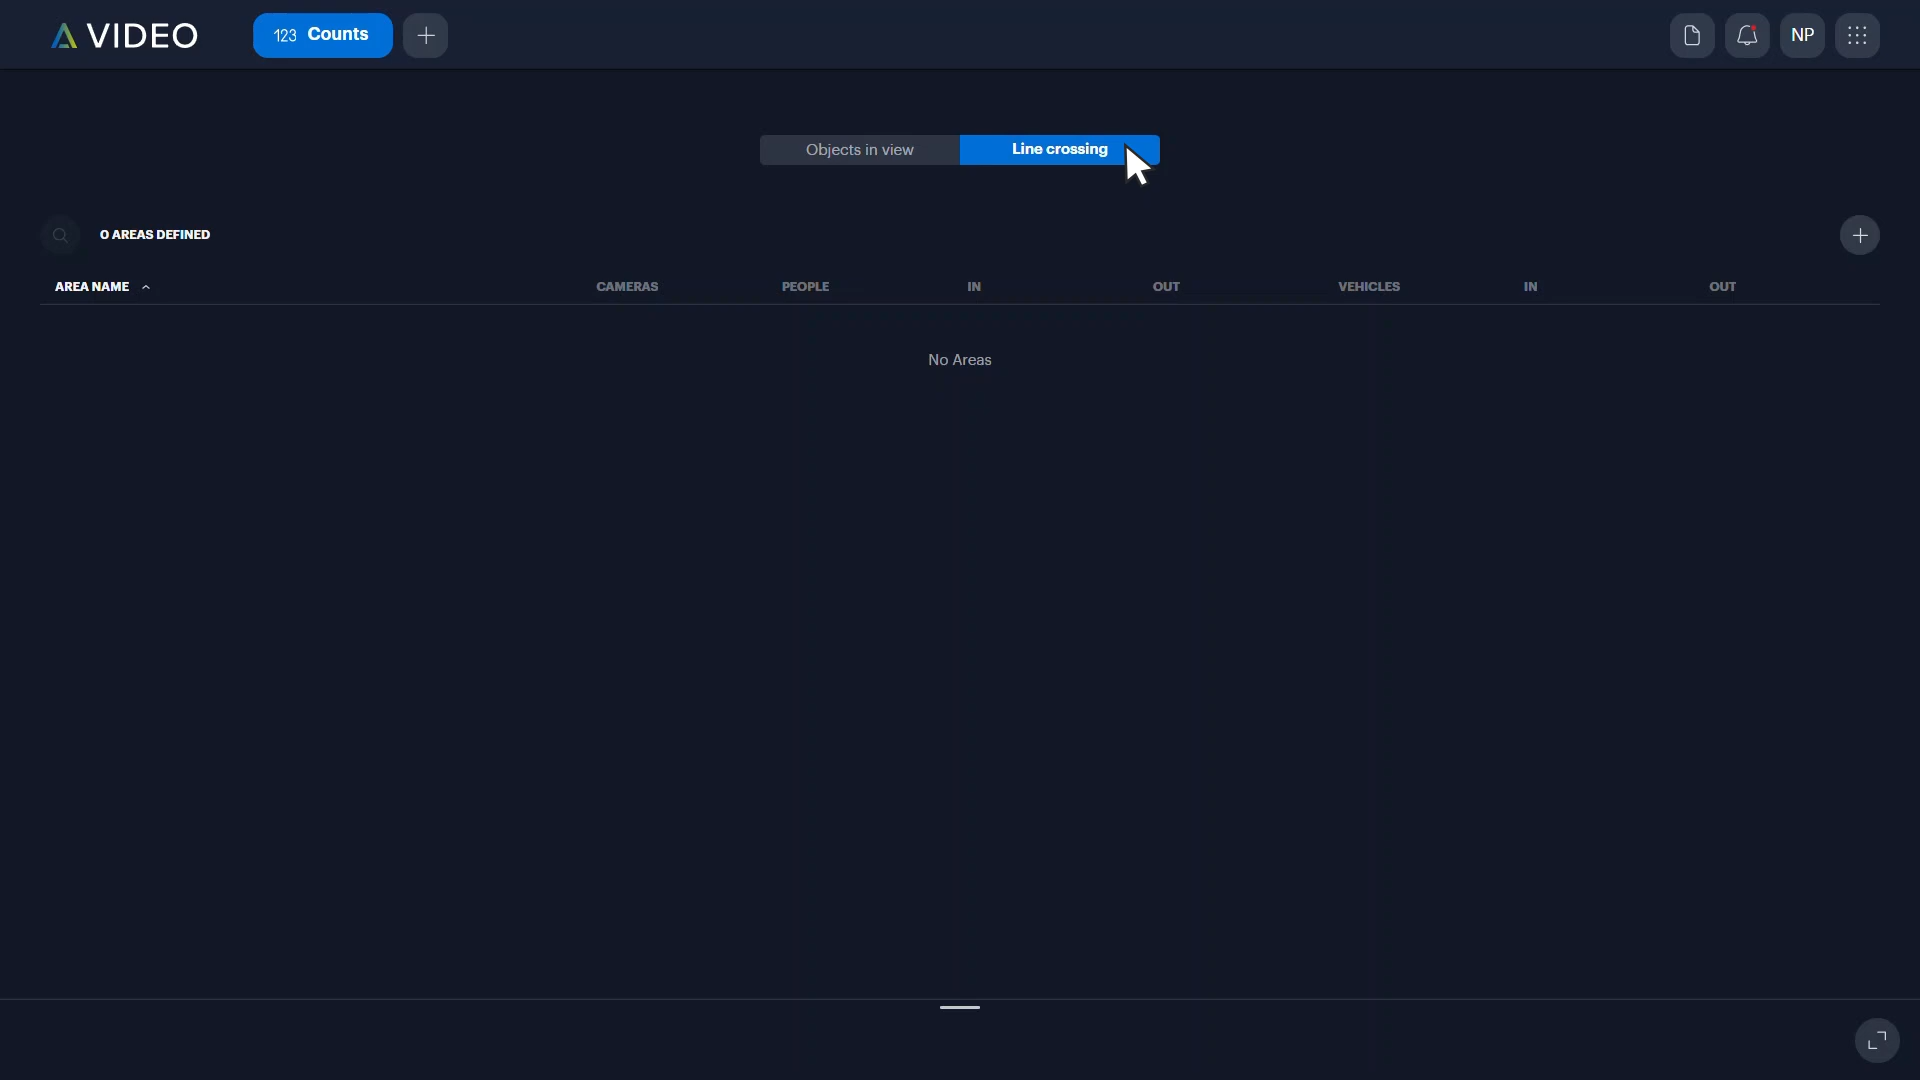 VIDEO
123 Counts
NP
Objects in view
Line crossing
0 AREAS DEFINED
AREA NAME CAMERAS PEOPLE IN OUT VEHICLES IN OUT
No Areas